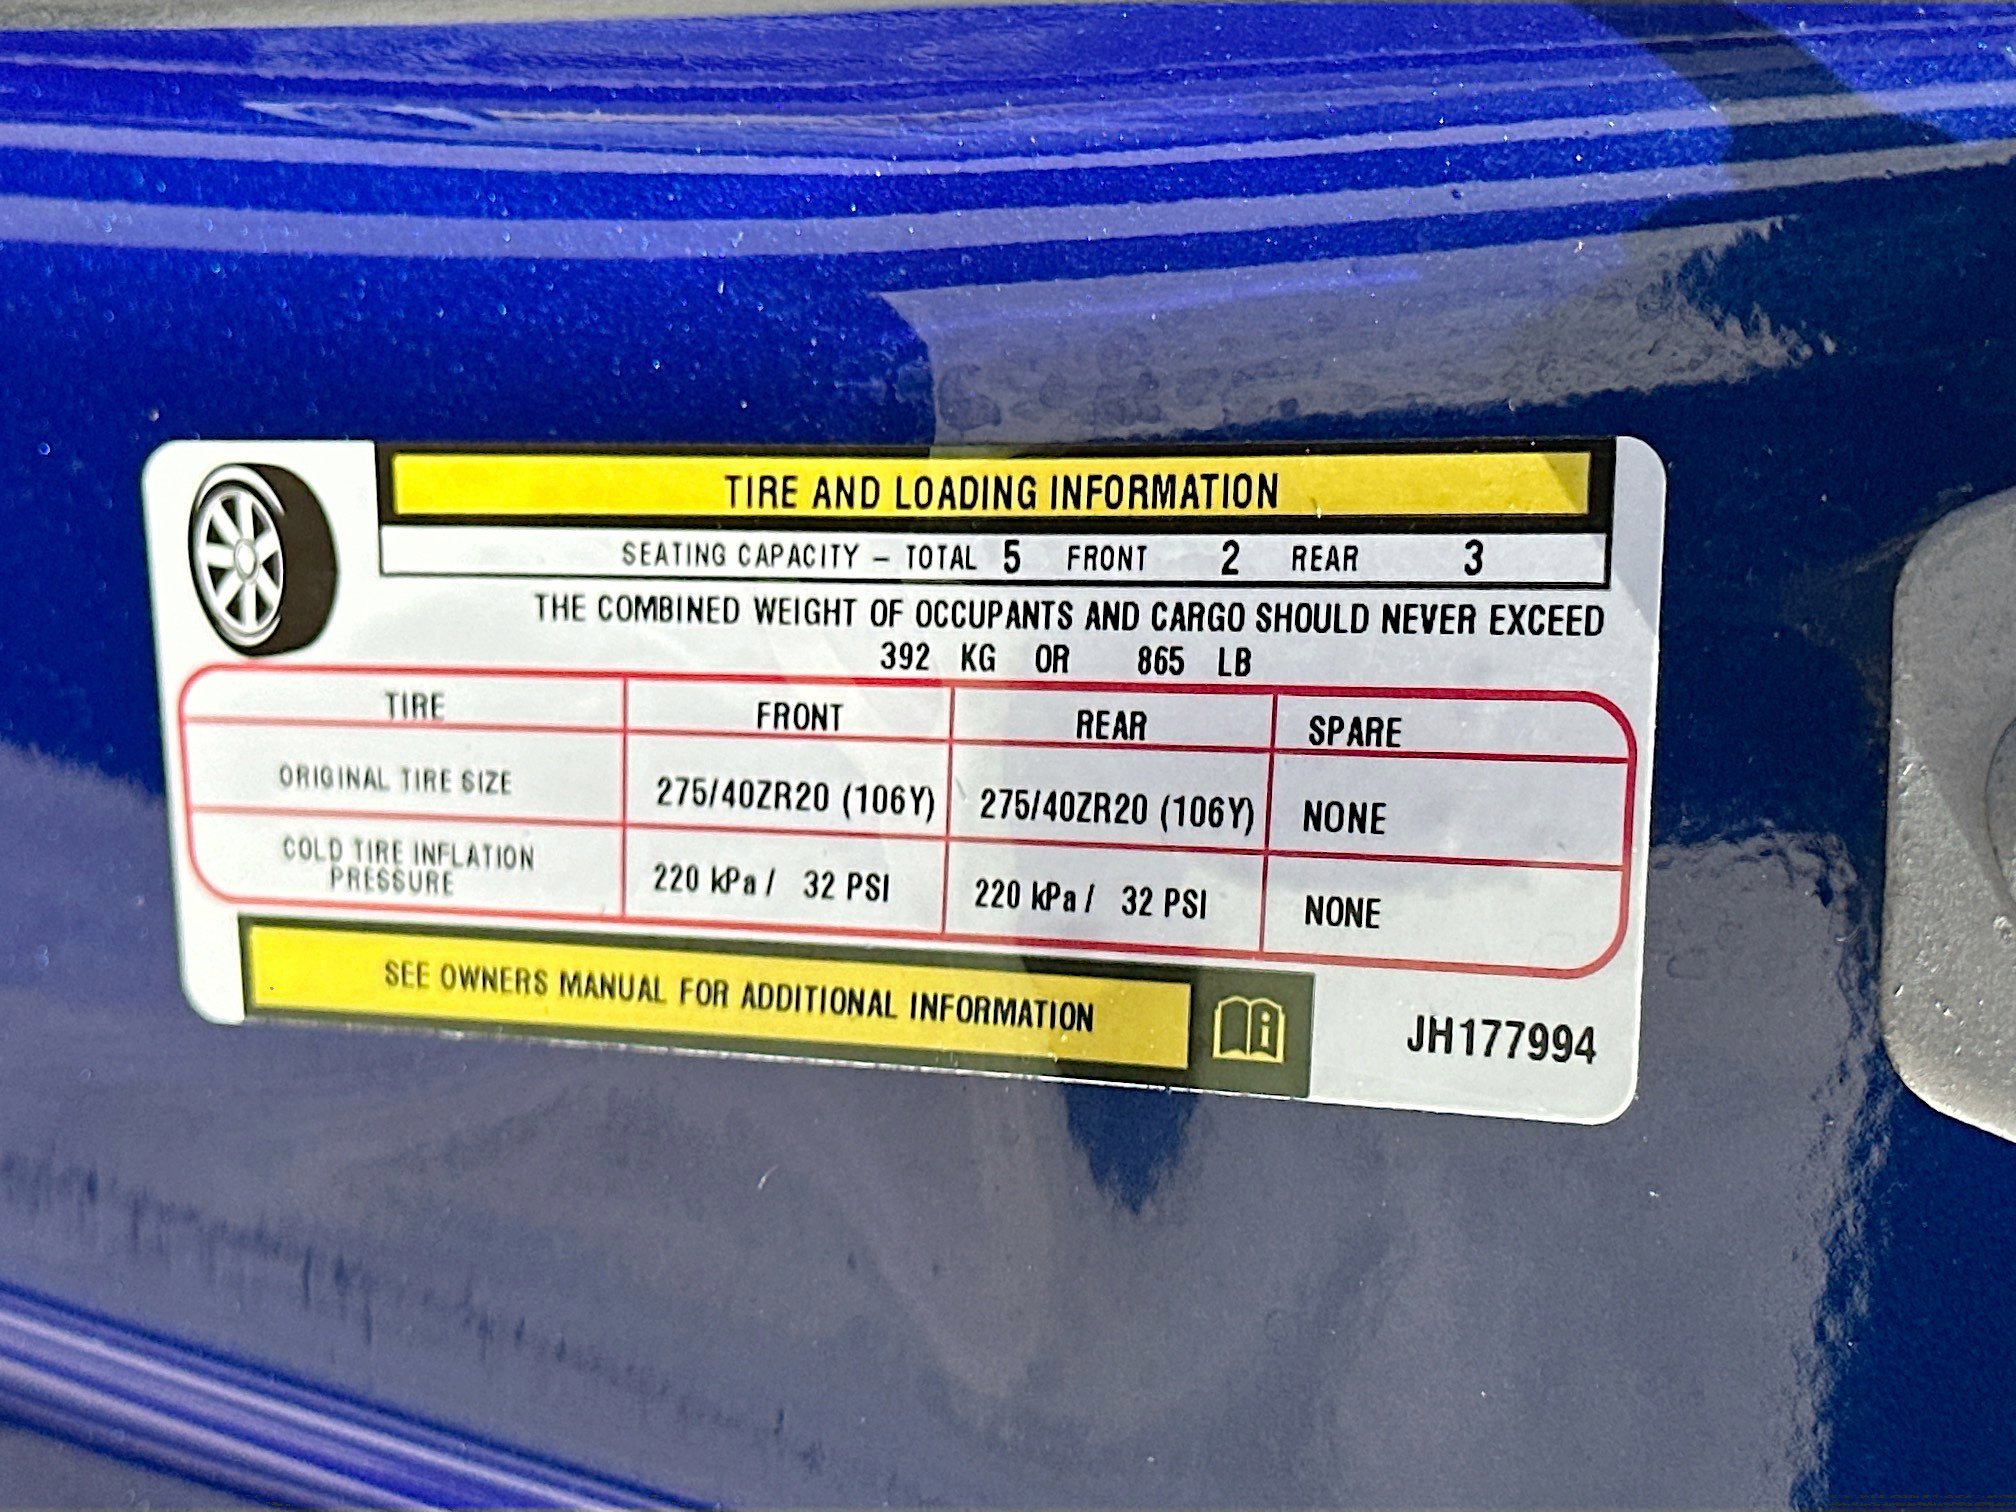 TIRE AND LOADING INFORMATION
SEATING CAPACITY – TOTAL 5 FRONT 2 REAR 3
THE COMBINED WEIGHT OF OCCUPANTS AND CARGO SHOULD NEVER EXCEED
392 KG OR 865 LB
TIRE FRONT REAR SPARE
ORIGINAL TIRE SIZE 275/40ZR20 (106Y) 275/40ZR20 (106Y) NONE
COLD TIRE INFLATION
PRESSURE 220 kPa / 32 PSI 220 kPa / 32 PSI NONE
SEE OWNERS MANUAL FOR ADDITIONAL INFORMATION
JH177994